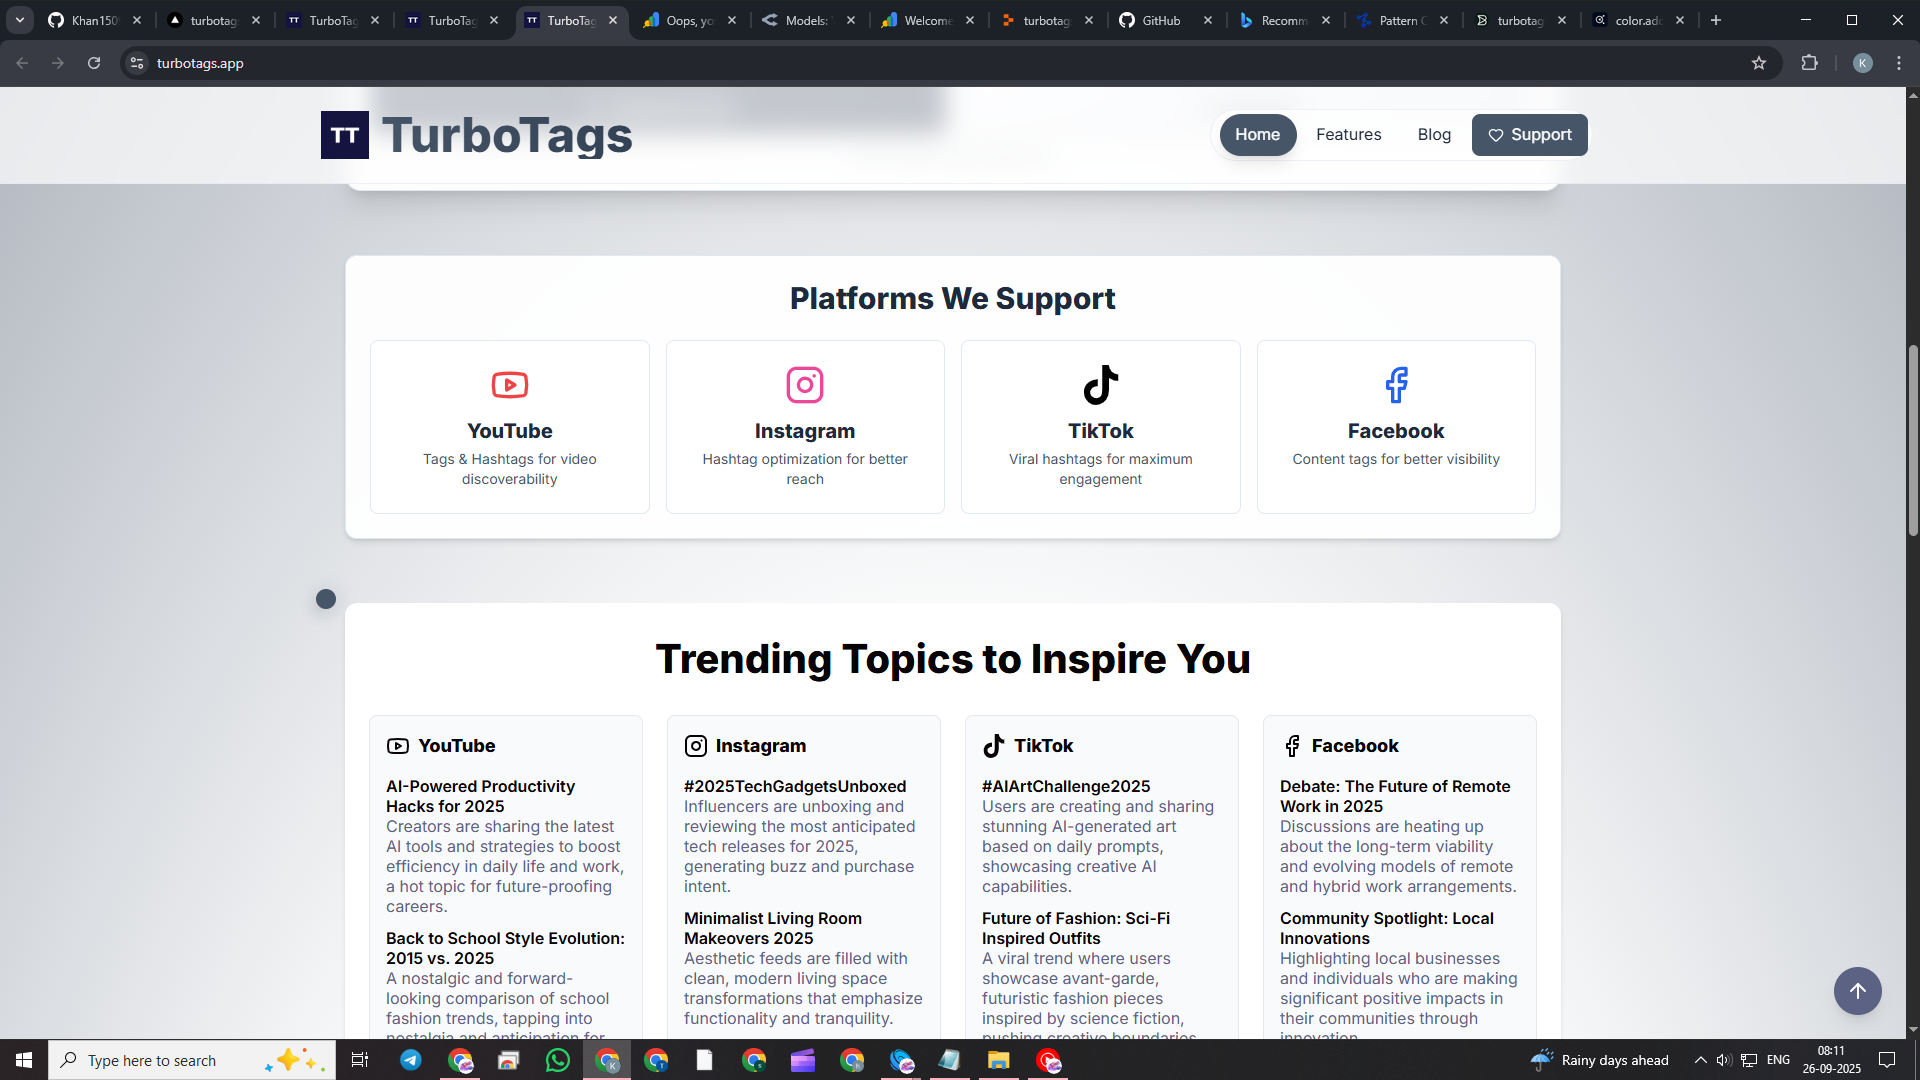 Khan150
turbotag
TurboTag
TurboTag
TurboTag
Oops, yo
Models:
Welcome
turbotag
GitHub
Recomm
Pattern C
turbotag
color.ado
turbotags.app
K
TT TurboTags
Home
Features
Blog
Support
Platforms We Support
YouTube
Tags & Hashtags for video
discoverability
Instagram
Hashtag optimization for better
reach
TikTok
Viral hashtags for maximum
engagement
Facebook
Content tags for better visibility
Trending Topics to Inspire You
YouTube
AI-Powered Productivity
Hacks for 2025
Creators are sharing the latest
AI tools and strategies to boost
efficiency in daily life and work,
a hot topic for future-proofing
careers.
Back to School Style Evolution:
2015 vs. 2025
A nostalgic and forward-
looking comparison of school
fashion trends, tapping into
nostalgia and anticipation for
Instagram
#2025TechGadgetsUnboxed
Influencers are unboxing and
reviewing the most anticipated
tech releases for 2025,
generating buzz and purchase
intent.
Minimalist Living Room
Makeovers 2025
Aesthetic feeds are filled with
clean, modern living space
transformations that emphasize
functionality and tranquility.
TikTok
#AIArtChallenge2025
Users are creating and sharing
stunning AI-generated art
based on daily prompts,
showcasing creative AI
capabilities.
Future of Fashion: Sci-Fi
Inspired Outfits
A viral trend where users
showcase avant-garde,
futuristic fashion pieces
inspired by science fiction,
pushing creative boundaries
Facebook
Debate: The Future of Remote
Work in 2025
Discussions are heating up
about the long-term viability
and evolving models of remote
and hybrid work arrangements.
Community Spotlight: Local
Innovations
Highlighting local businesses
and individuals who are making
significant positive impacts in
their communities through
innovation.
Type here to search
Rainy days ahead
ENG
08:11
26-09-2025